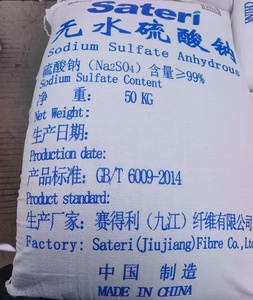 Sateri
无水硫酸钠
Sodium Sulfate Anhydrous
硫酸钠（Na2SO4）含量≥99%
Sodium Sulfate Content
净 重： 50 KG
Net Weight:
生产日期:
Production date:
产品标准: GB/T 6009-2014
Product standard:
生产厂家: 赛得利（九江）纤维有限公司
Factory: Sateri(Jiujiang)Fibre Co.,Ltd
中国 制造
MADE IN CHINA